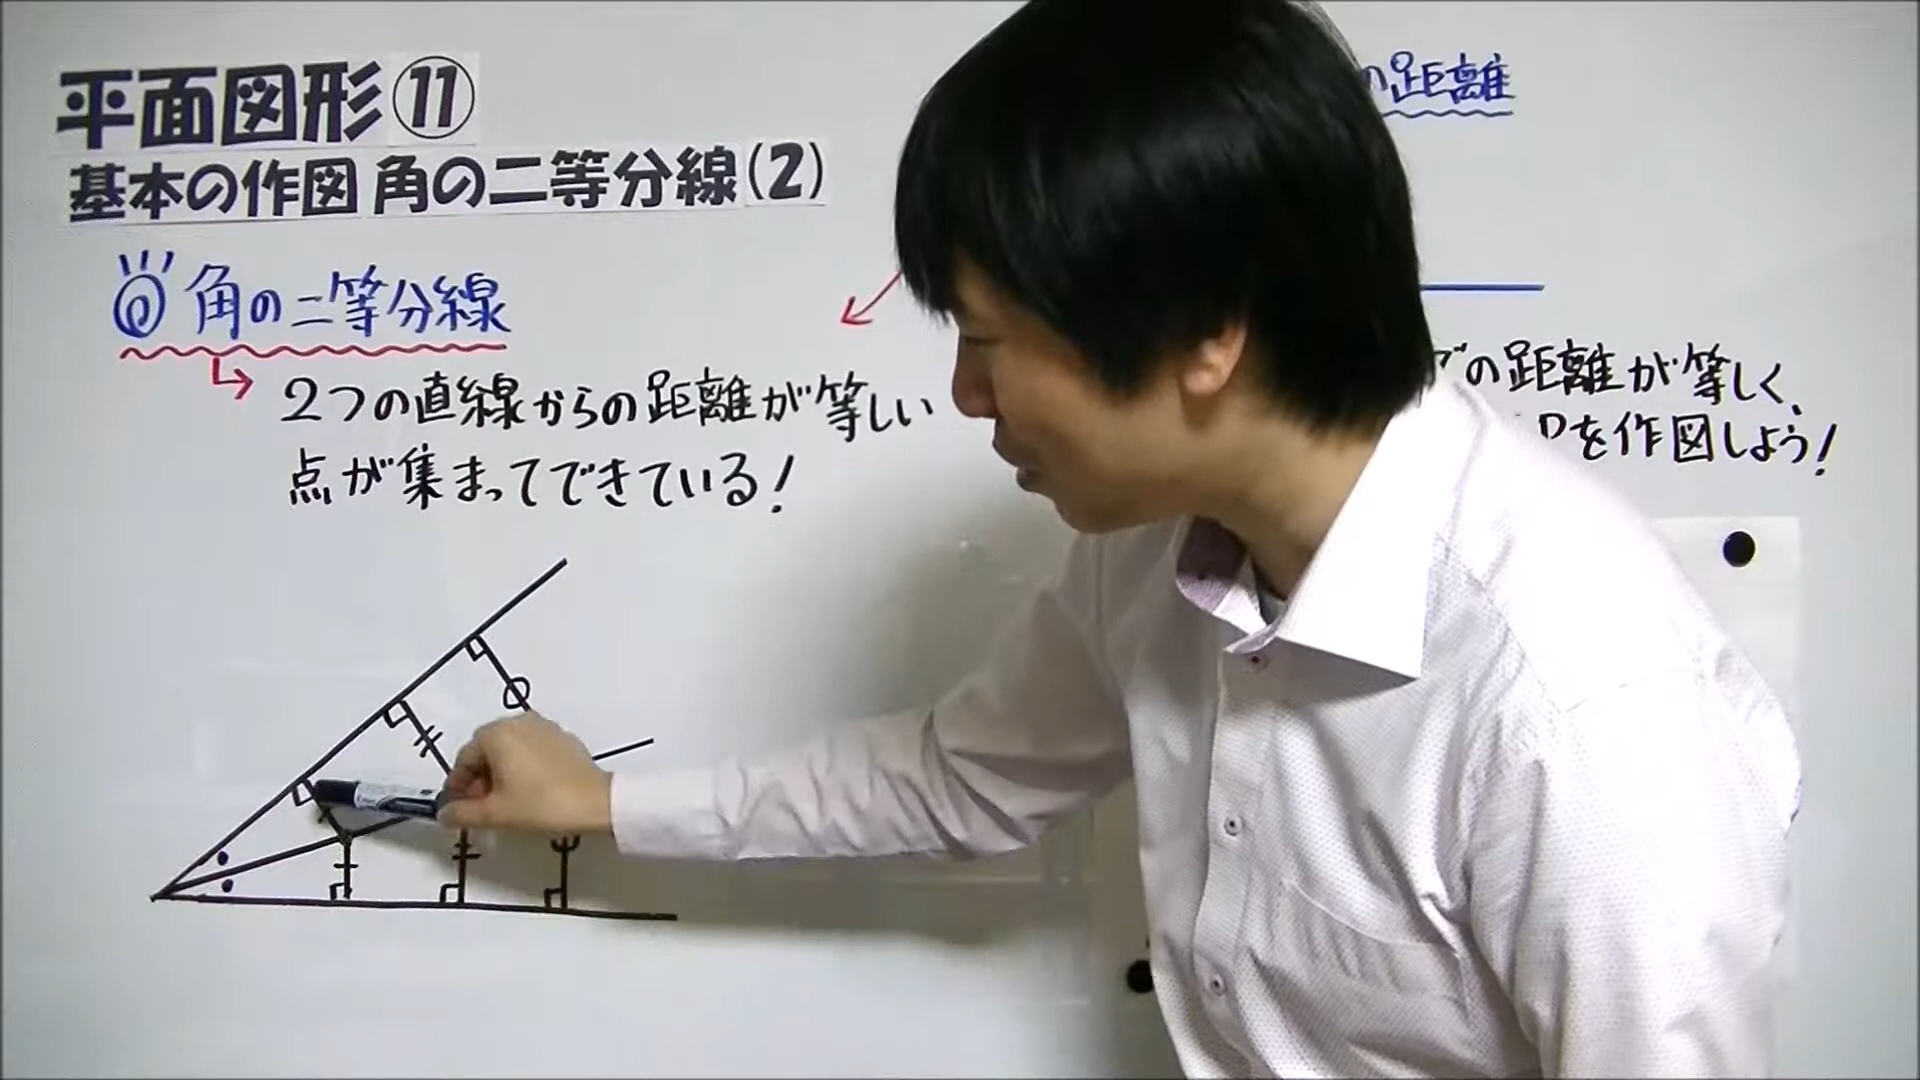 平面図形⑪
基本の作図 角の二等分線(2)
角の二等分線
2つの直線からの距離が等しい
点が集まってできている!
の距離
の距離が等しく、
Pを作図しよう!